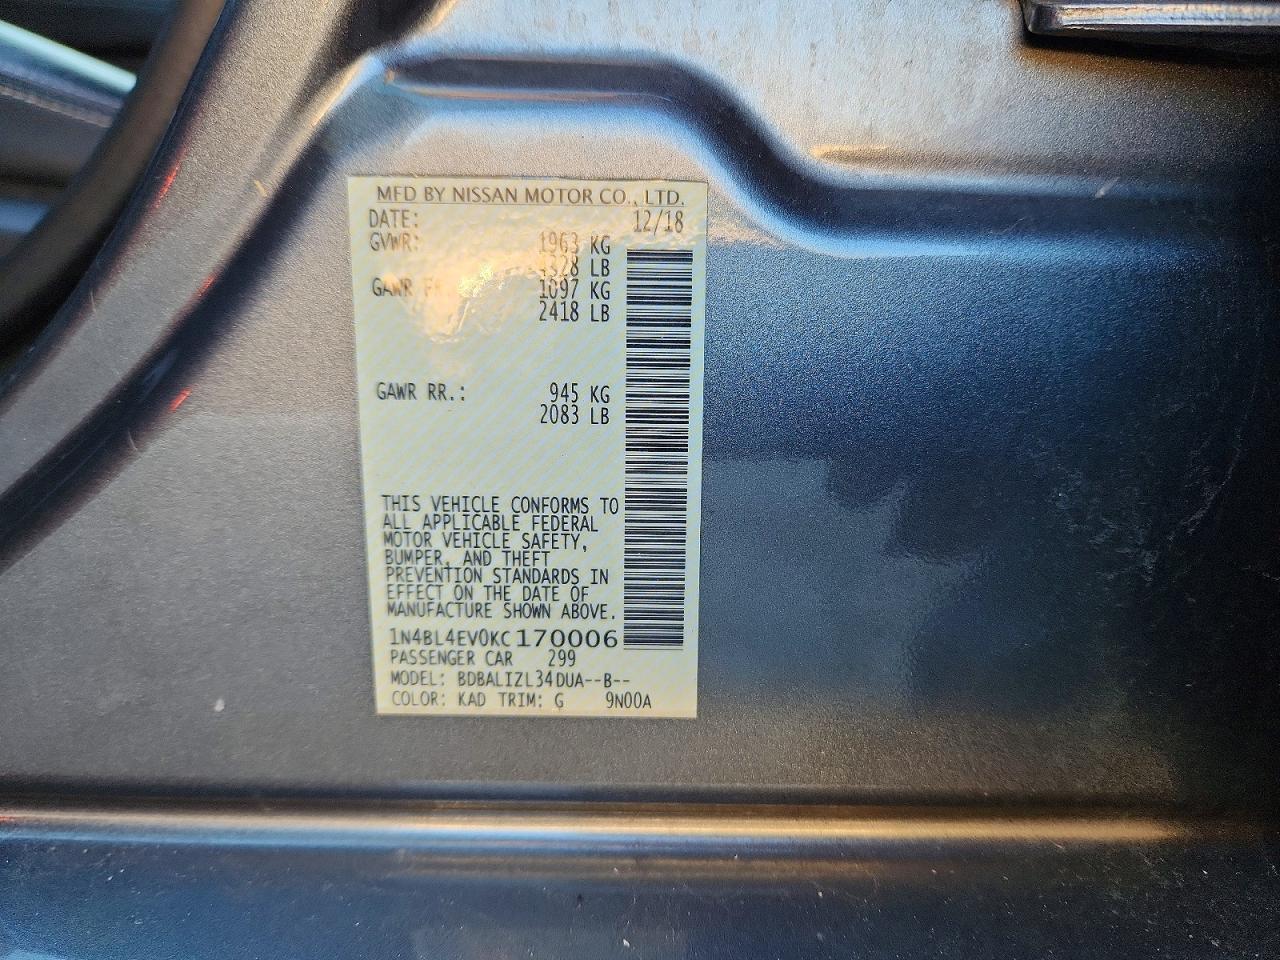 MFD BY NISSAN MOTOR CO., LTD.
DATE: 12/18
GVWR: 1963 KG
4328 LB
GAWR 1097 KG
2418 LB
GAWR RR.: 945 KG
2083 LB
THIS VEHICLE CONFORMS TO
ALL APPLICABLE FEDERAL
MOTOR VEHICLE SAFETY,
BUMPER, AND THEFT
PREVENTION STANDARDS IN
EFFECT ON THE DATE OF
MANUFACTURE SHOWN ABOVE.
1N4BL4EV0KC170006
PASSENGER CAR 299
MODEL: BDBALIZL34DUA--B--
COLOR: KAD TRIM: G 9N00A